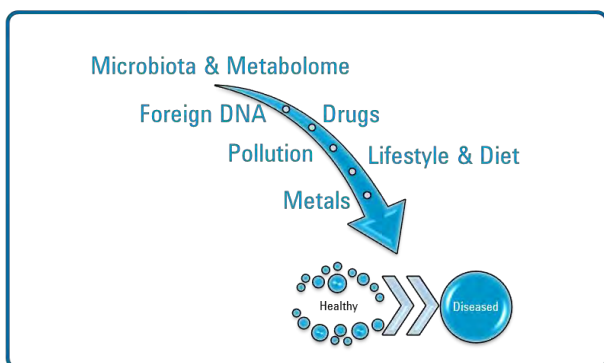 Microbiota & Metabolome
Foreign DNA
Drugs
Pollution
Lifestyle & Diet
Metals
Healthy
Diseased